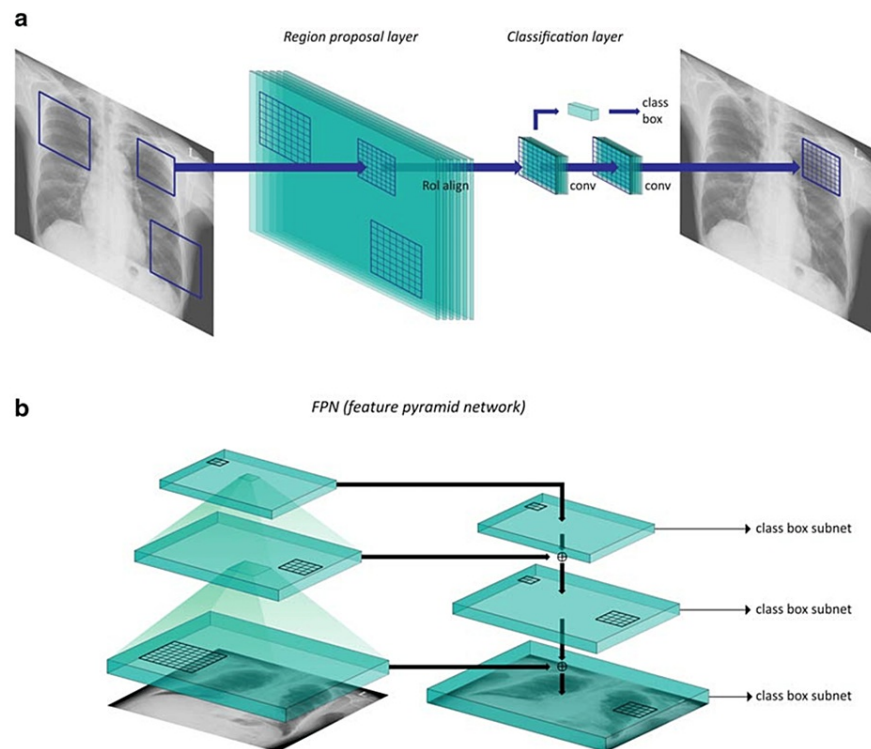 a
Region proposal layer
Classification layer
class
box
L
L
RoI align
conv
conv
b
FPN (feature pyramid network)
class box subnet
class box subnet
class box subnet